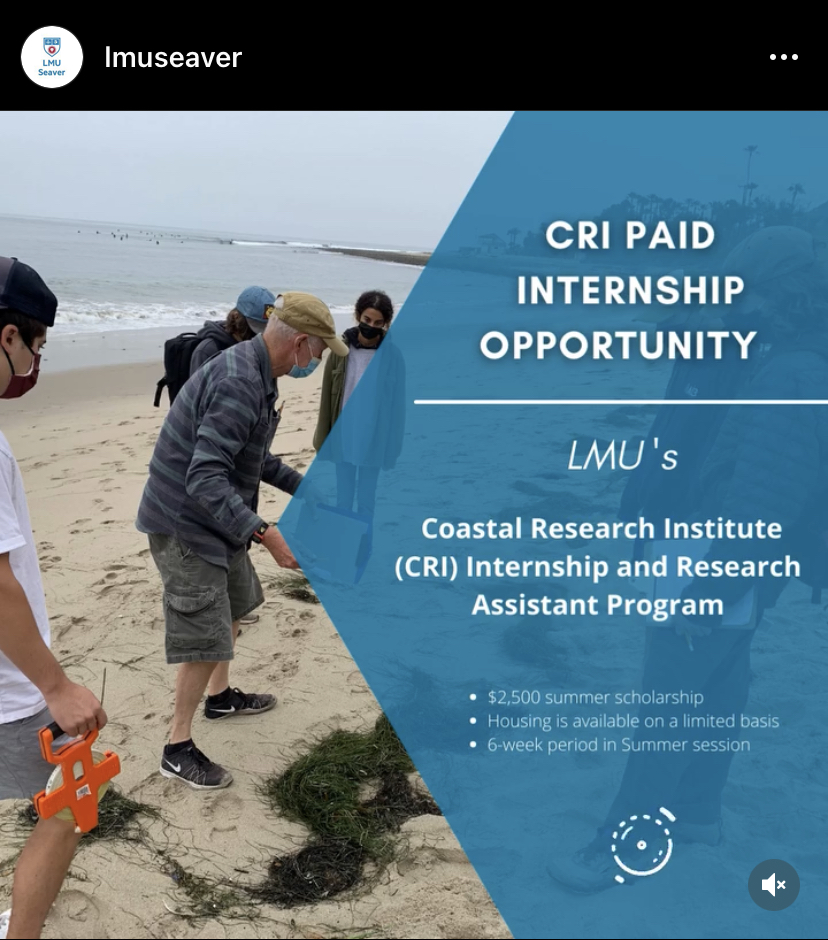 LMU
Seaver
lmuseaver
CRI PAID
INTERNSHIP
OPPORTUNITY
LMU's
Coastal Research Institute
(CRI) Internship and Research
Assistant Program
• $2,500 summer scholarship
• Housing is available on a limited basis
• 6-week period in Summer session